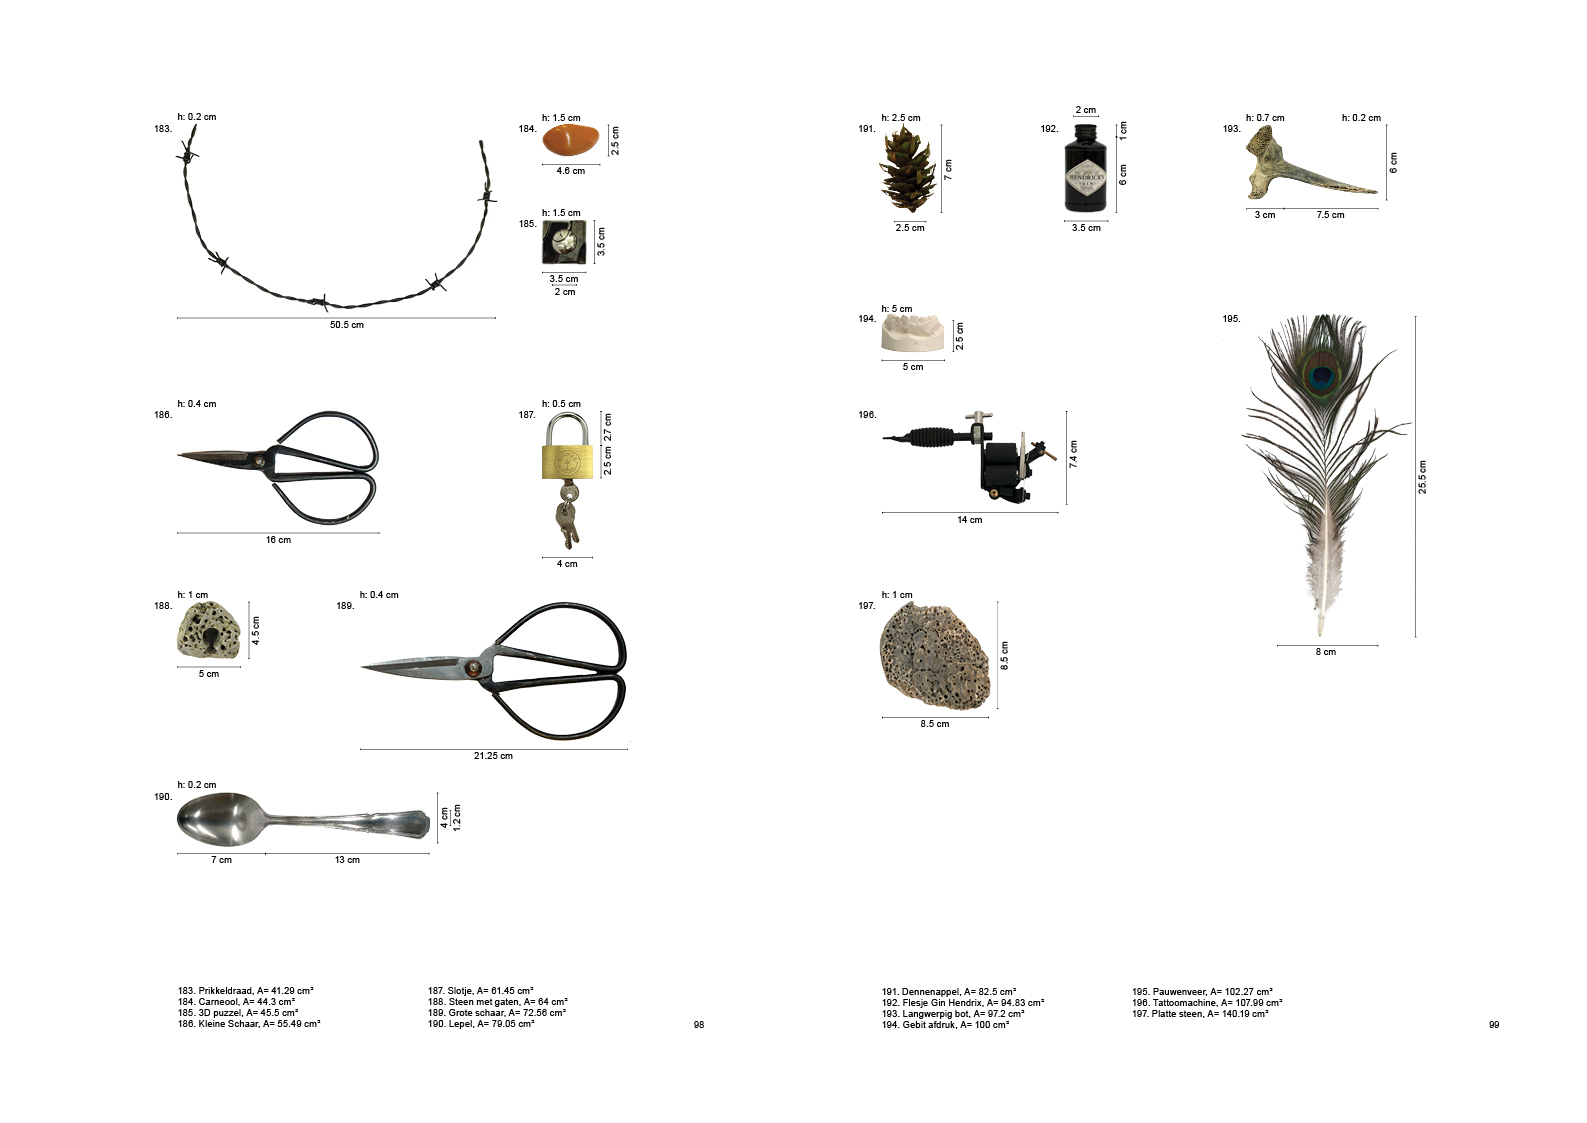 183.
h: 0.2 cm
50.5 cm
184.
h: 1.5 cm
2.5 cm
4.6 cm
185.
h: 1.5 cm
3.5 cm
3.5 cm
2 cm
186.
h: 0.4 cm
16 cm
187.
h: 0.5 cm
2.7 cm
2.5 cm
4 cm
188.
h: 1 cm
4.5 cm
5 cm
189.
h: 0.4 cm
21.25 cm
190.
h: 0.2 cm
4 cm
1.2 cm
7 cm
13 cm
183. Prikkeldraad, A= 41.29 cm²
184. Carneool, A= 44.3 cm²
185. 3D puzzel, A= 45.5 cm²
186. Kleine Schaar, A= 55.49 cm²
187. Slotje, A= 61.45 cm²
188. Steen met gaten, A= 64 cm²
189. Grote schaar, A= 72.56 cm²
190. Lepel, A= 79.05 cm²
98
191.
h: 2.5 cm
7 cm
2.5 cm
192.
2 cm
1 cm
6 cm
HENDRICK'S
GIN
3.5 cm
193.
h: 0.7 cm
h: 0.2 cm
6 cm
3 cm
7.5 cm
194.
h: 5 cm
2.5 cm
5 cm
195.
25.5 cm
8 cm
196.
7.4 cm
14 cm
197.
h: 1 cm
8.5 cm
8.5 cm
191. Dennenappel, A= 82.5 cm²
192. Flesje Gin Hendrix, A= 94.83 cm²
193. Langwerpig bot, A= 97.2 cm²
194. Gebit afdruk, A= 100 cm²
195. Pauwenveer, A= 102.27 cm²
196. Tattoomachine, A= 107.99 cm²
197. Platte steen, A= 140.19 cm²
99